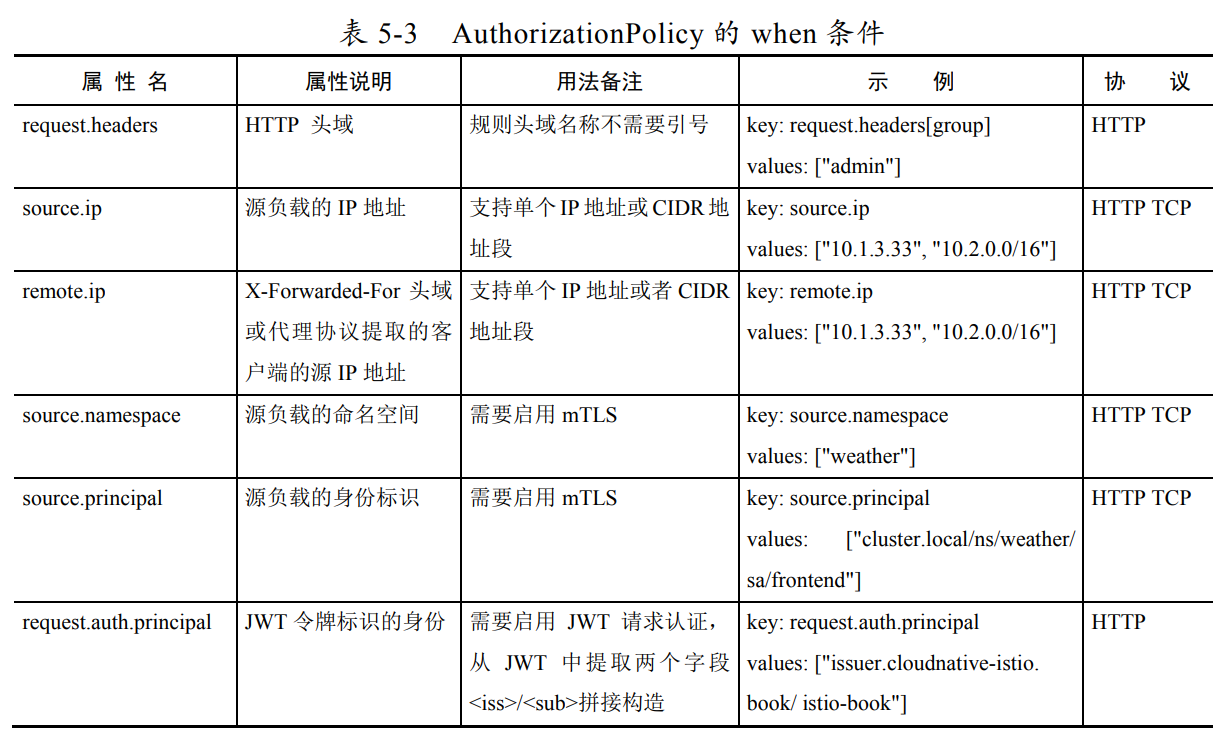 表 5-3 AuthorizationPolicy 的 when 条件
属 性 名 属性说明 用法备注 示 例 协 议
request.headers HTTP 头域 规则头域名称不需要引号 key: request.headers[group] HTTP
values: ["admin"]
source.ip 源负载的 IP 地址 支持单个 IP 地址或 CIDR 地 key: source.ip HTTP TCP
址段 values: ["10.1.3.33", "10.2.0.0/16"]
remote.ip X-Forwarded-For 头域 支持单个 IP 地址或者 CIDR key: remote.ip HTTP TCP
或代理协议提取的客 地址段 values: ["10.1.3.33", "10.2.0.0/16"]
户端的源 IP 地址
source.namespace 源负载的命名空间 需要启用 mTLS key: source.namespace HTTP TCP
values: ["weather"]
source.principal 源负载的身份标识 需要启用 mTLS key: source.principal HTTP TCP
values: ["cluster.local/ns/weather/
sa/frontend"]
request.auth.principal JWT 令牌标识的身份 需要启用 JWT 请求认证， key: request.auth.principal HTTP
从 JWT 中提取两个字段 values: ["issuer.cloudnative-istio.
<iss>/<sub>拼接构造 book/ istio-book"]